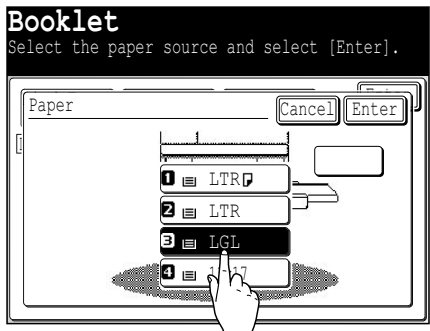 Booklet
Select the paper source and select [Enter].
Paper
Cancel Enter
1 LTR
2 LTR
3 LGL
4